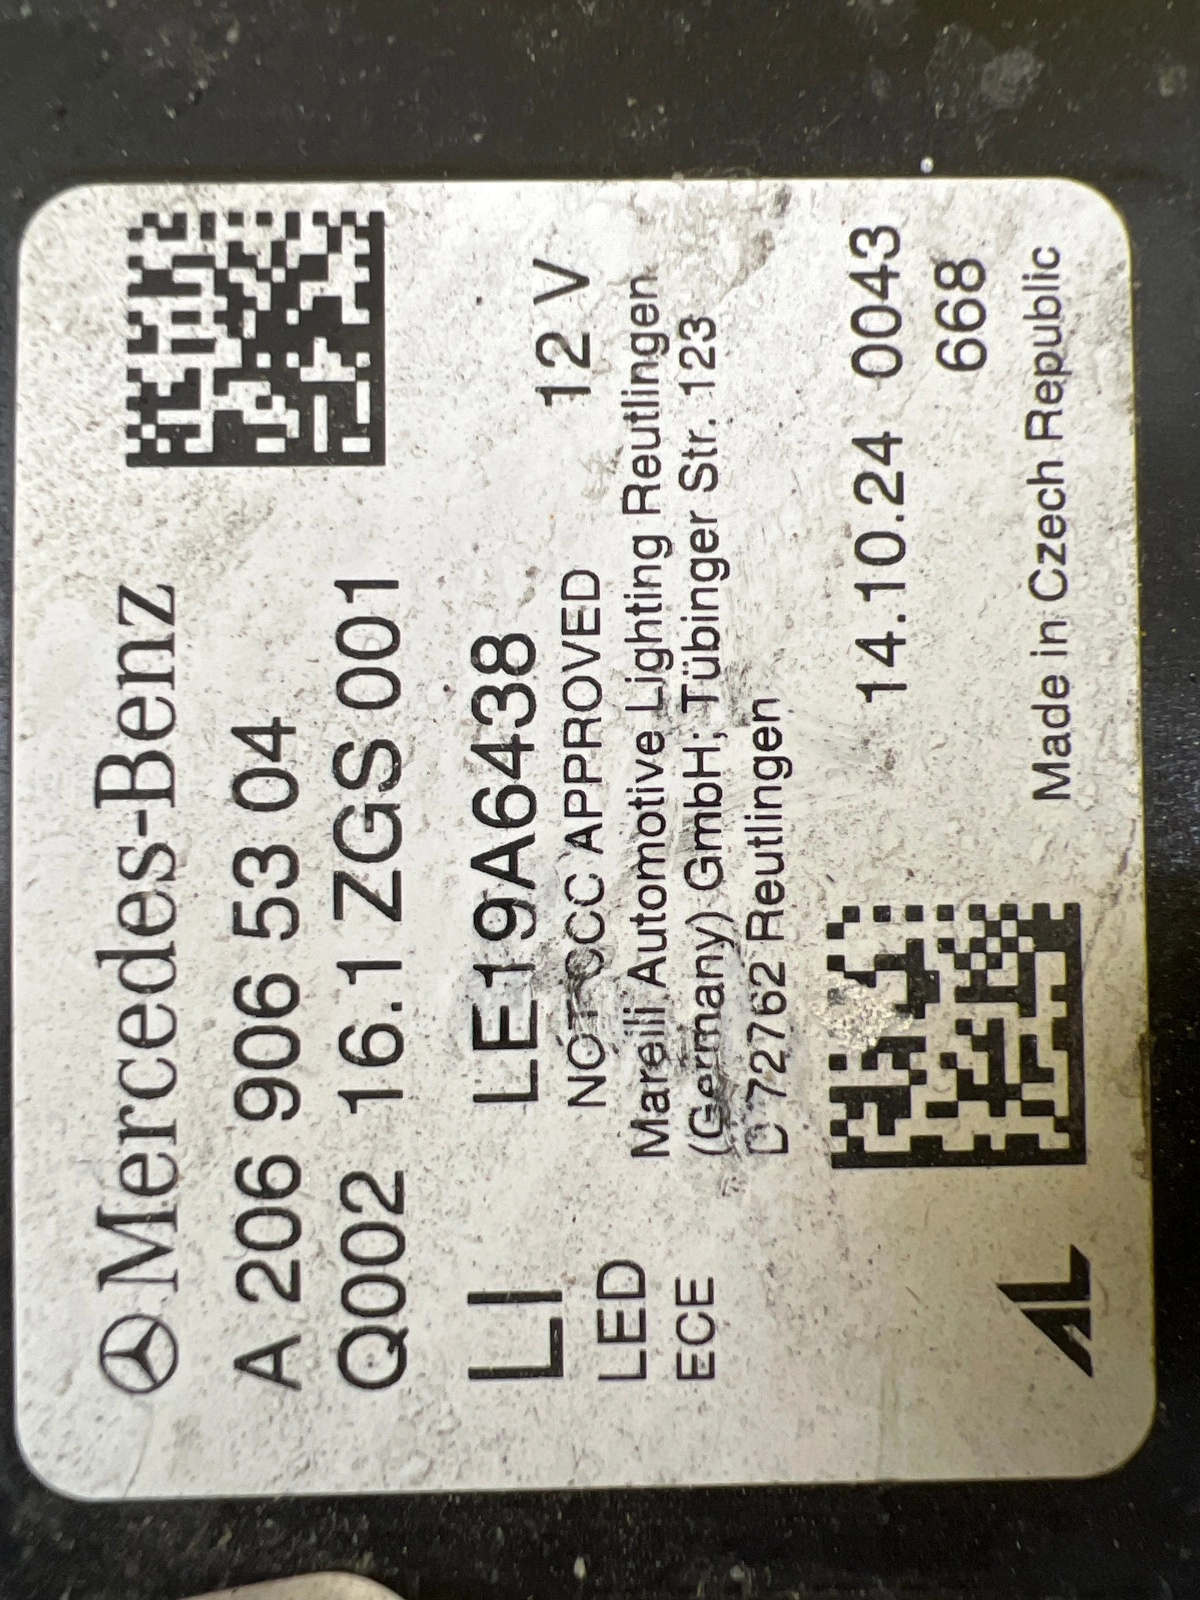 Mercedes-Benz
A 206 906 53 04
Q002 16.1 ZGS 001
LI LE19A6438 12 V
LED NOT CCC APPROVED
ECE Marelli Automotive Lighting Reutlingen
(Germany) GmbH; Tübinger Str. 123
D 72762 Reutlingen
14.10.24 0043
668
AL Made in Czech Republic